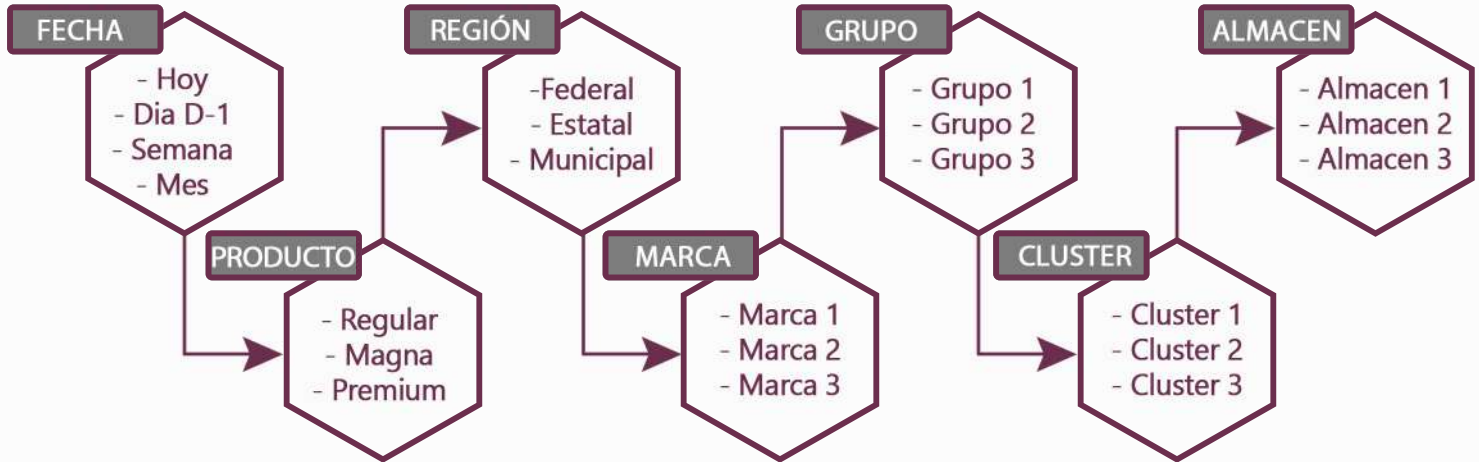 FECHA
- Hoy
- Dia D-1
- Semana
- Mes
PRODUCTO
- Regular
- Magna
- Premium
REGIÓN
-Federal
- Estatal
- Municipal
MARCA
- Marca 1
- Marca 2
- Marca 3
GRUPO
- Grupo 1
- Grupo 2
- Grupo 3
CLUSTER
- Cluster 1
- Cluster 2
- Cluster 3
ALMACEN
- Almacen 1
- Almacen 2
- Almacen 3